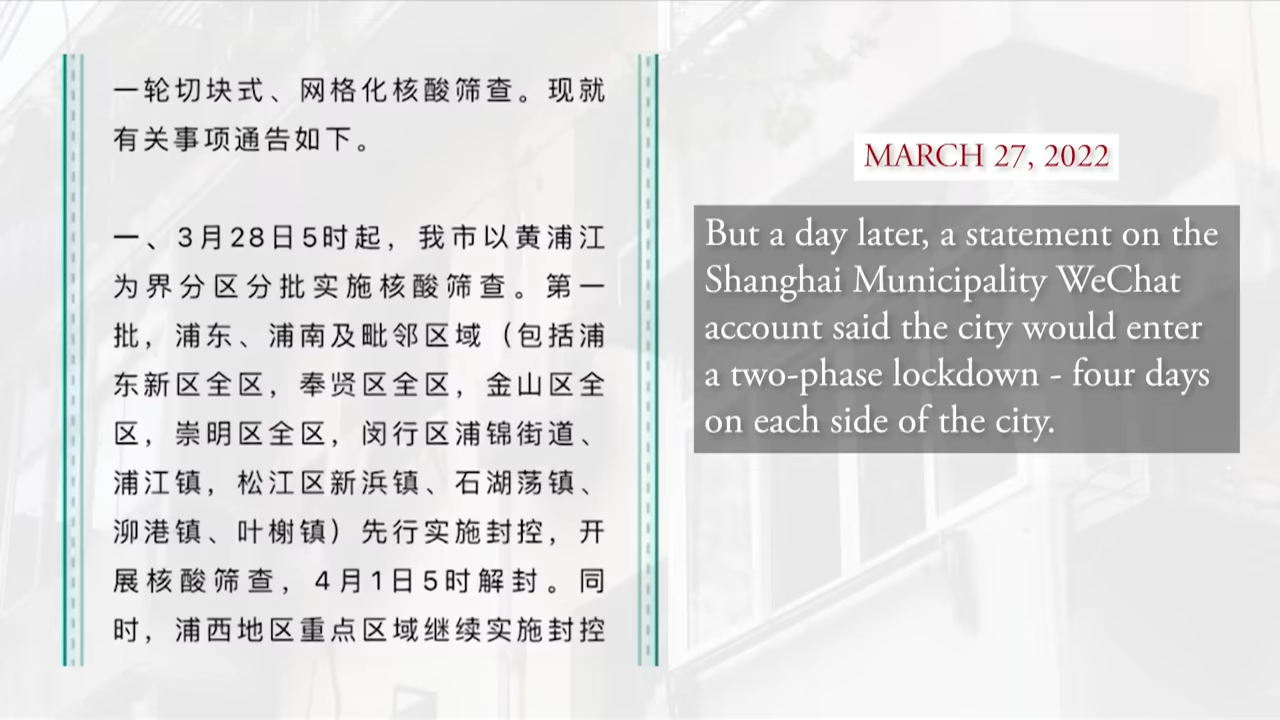 一轮切块式、网格化核酸筛查。现就
有关事项通告如下。
一、3月28日5时起，我市以黄浦江
为界分区分批实施核酸筛查。第一
批，浦东、浦南及毗邻区域（包括浦
东新区全区，奉贤区全区，金山区全
区，崇明区全区，闵行区浦锦街道、
浦江镇，松江区新浜镇、石湖荡镇、
泖港镇、叶榭镇）先行实施封控，开
展核酸筛查，4月1日5时解封。同
时，浦西地区重点区域继续实施封控
MARCH 27, 2022
But a day later, a statement on the
Shanghai Municipality WeChat
account said the city would enter
a two-phase lockdown - four days
on each side of the city.